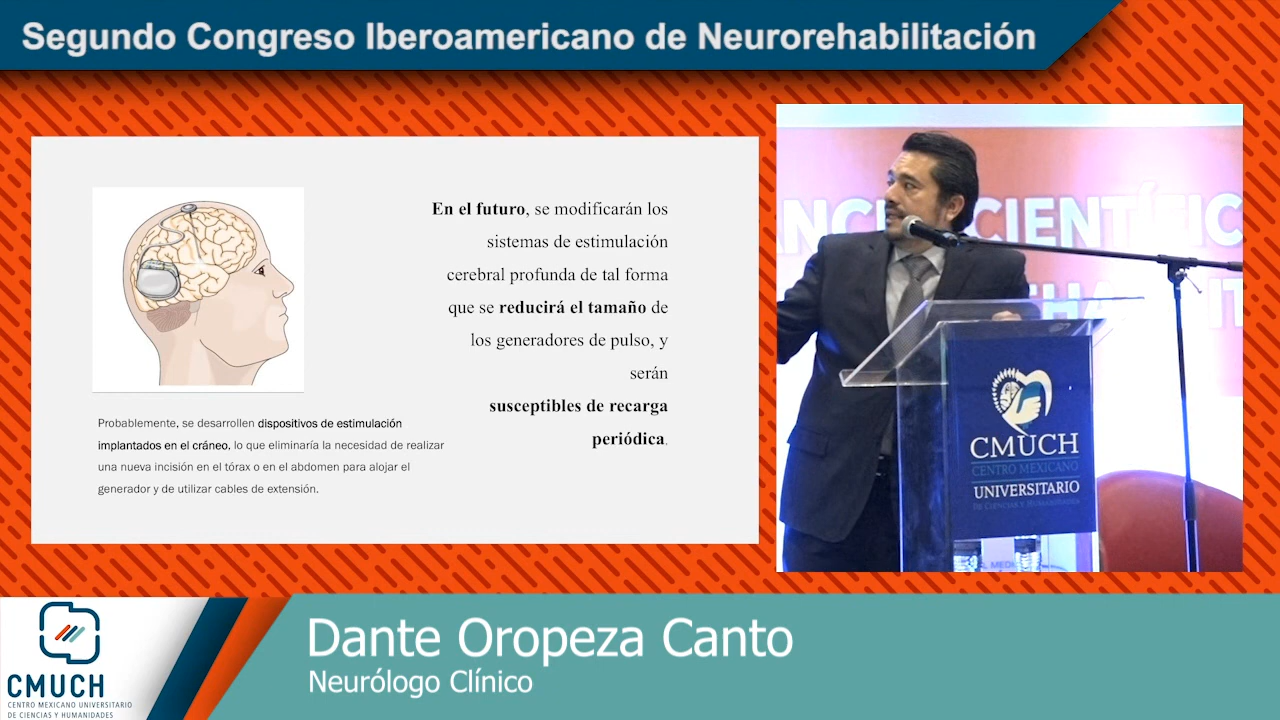 Segundo Congreso Iberoamericano de Neurorehabilitación
En el futuro, se modificarán los
sistemas de estimulación
cerebral profunda de tal forma
que se reducirá el tamaño de
los generadores de pulso, y
serán
susceptibles de recarga
periódica.
Probablemente, se desarrollen dispositivos de estimulación
implantados en el cráneo, lo que eliminaría la necesidad de realizar
una nueva incisión en el tórax o en el abdomen para alojar el
generador y de utilizar cables de extensión.
CIENTÍFIC
CMUCH
CENTRO MEXICANO
UNIVERSITARIO
DE CIENCIAS Y HUMANIDADES
Dante Oropeza Canto
Neurólogo Clínico
CMUCH
CENTRO MEXICANO UNIVERSITARIO
DE CIENCIAS Y HUMANIDADES